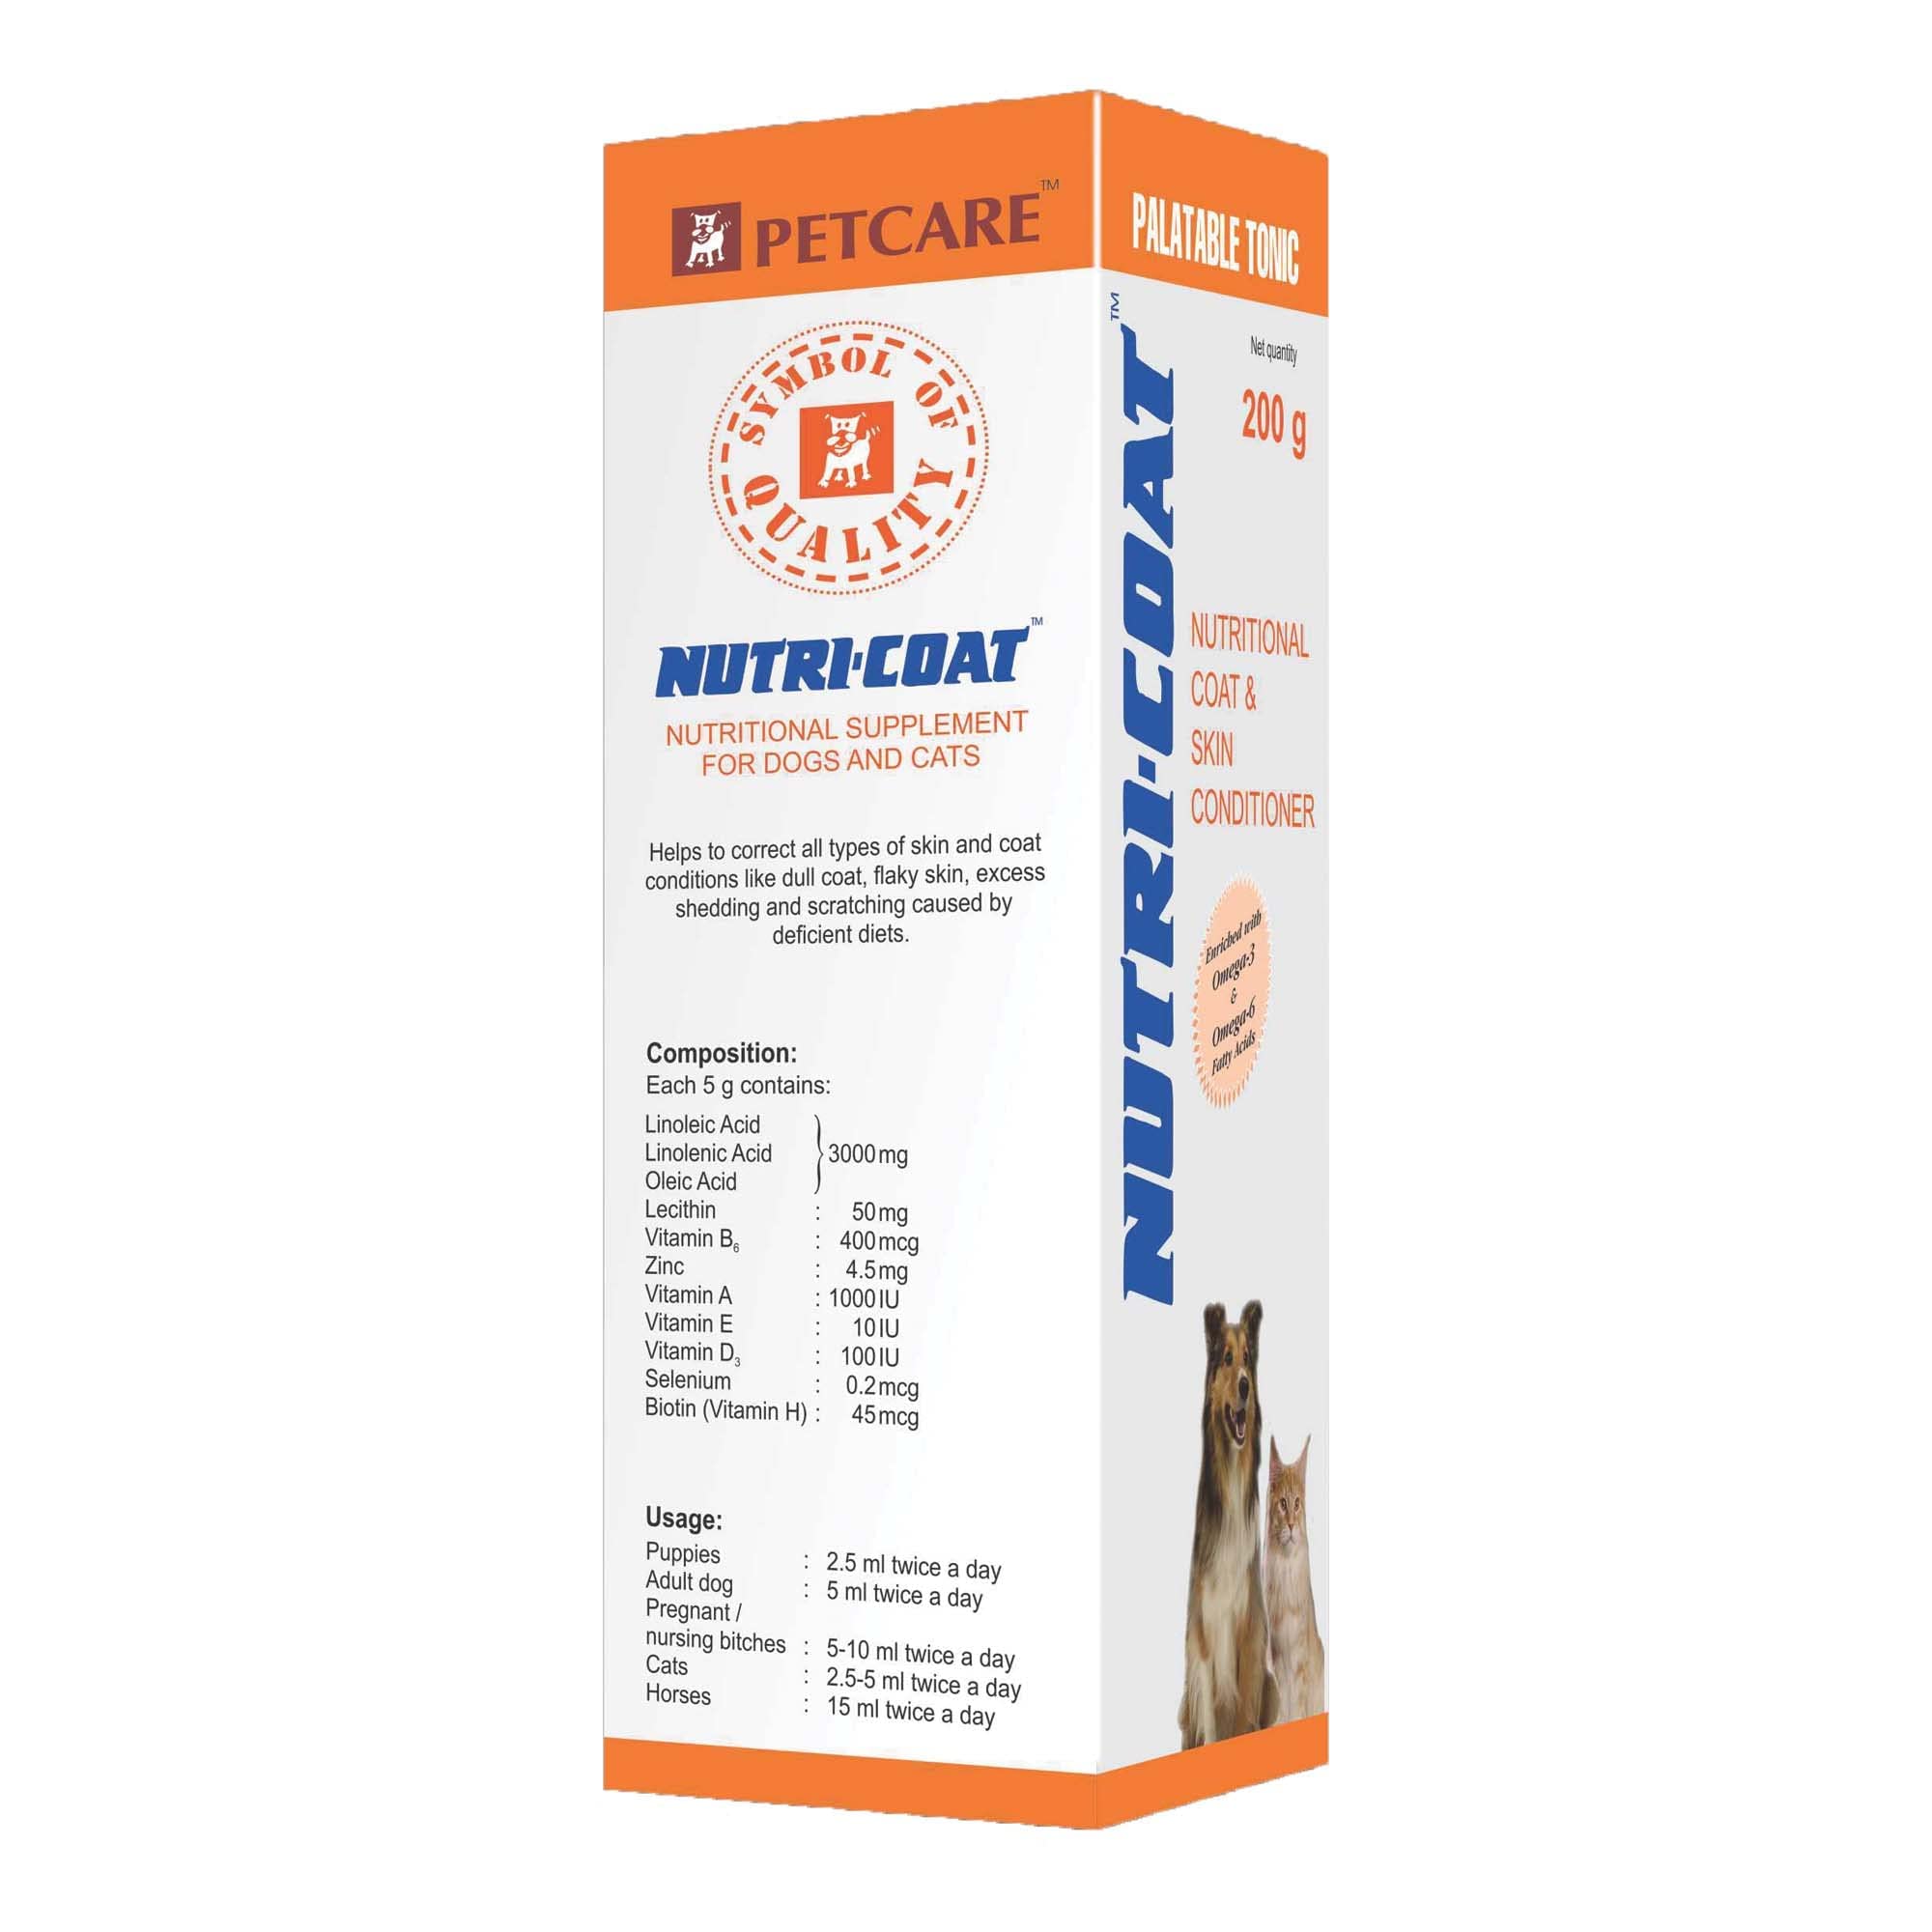 PETCARE™
SYMBOL OF
QUALITY
NUTRI·COAT™
NUTRITIONAL SUPPLEMENT
FOR DOGS AND CATS
Helps to correct all types of skin and coat
conditions like dull coat, flaky skin, excess
shedding and scratching caused by
deficient diets.
Composition:
Each 5 g contains:
Linoleic Acid
Linolenic Acid } 3000 mg
Oleic Acid
Lecithin : 50 mg
Vitamin B₆ : 400 mcg
Zinc : 4.5 mg
Vitamin A : 1000 IU
Vitamin E : 10 IU
Vitamin D₃ : 100 IU
Selenium : 0.2 mcg
Biotin (Vitamin H) : 45 mcg
Usage:
Puppies : 2.5 ml twice a day
Adult dog : 5 ml twice a day
Pregnant /
nursing bitches : 5-10 ml twice a day
Cats : 2.5-5 ml twice a day
Horses : 15 ml twice a day
PALATABLE TONIC
Net quantity
200 g
NUTRI·COAT™
NUTRITIONAL
COAT &
SKIN
CONDITIONER
Enriched with
Omega-3
&
Omega-6
Fatty Acids